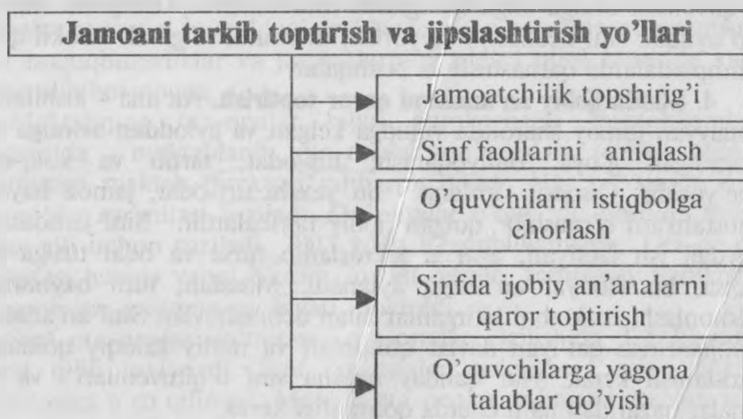 Jamoani tarkib toptirish va jipslashtirish yo'llari
Jamoatchilik topshirig'i
Sinf faollarini aniqlash
O'quvchilarni istiqbolga
chorlash
Sinfda ijobiy an'analarni
qaror toptirish
O'quvchilarga yagona
talablar qo'yish